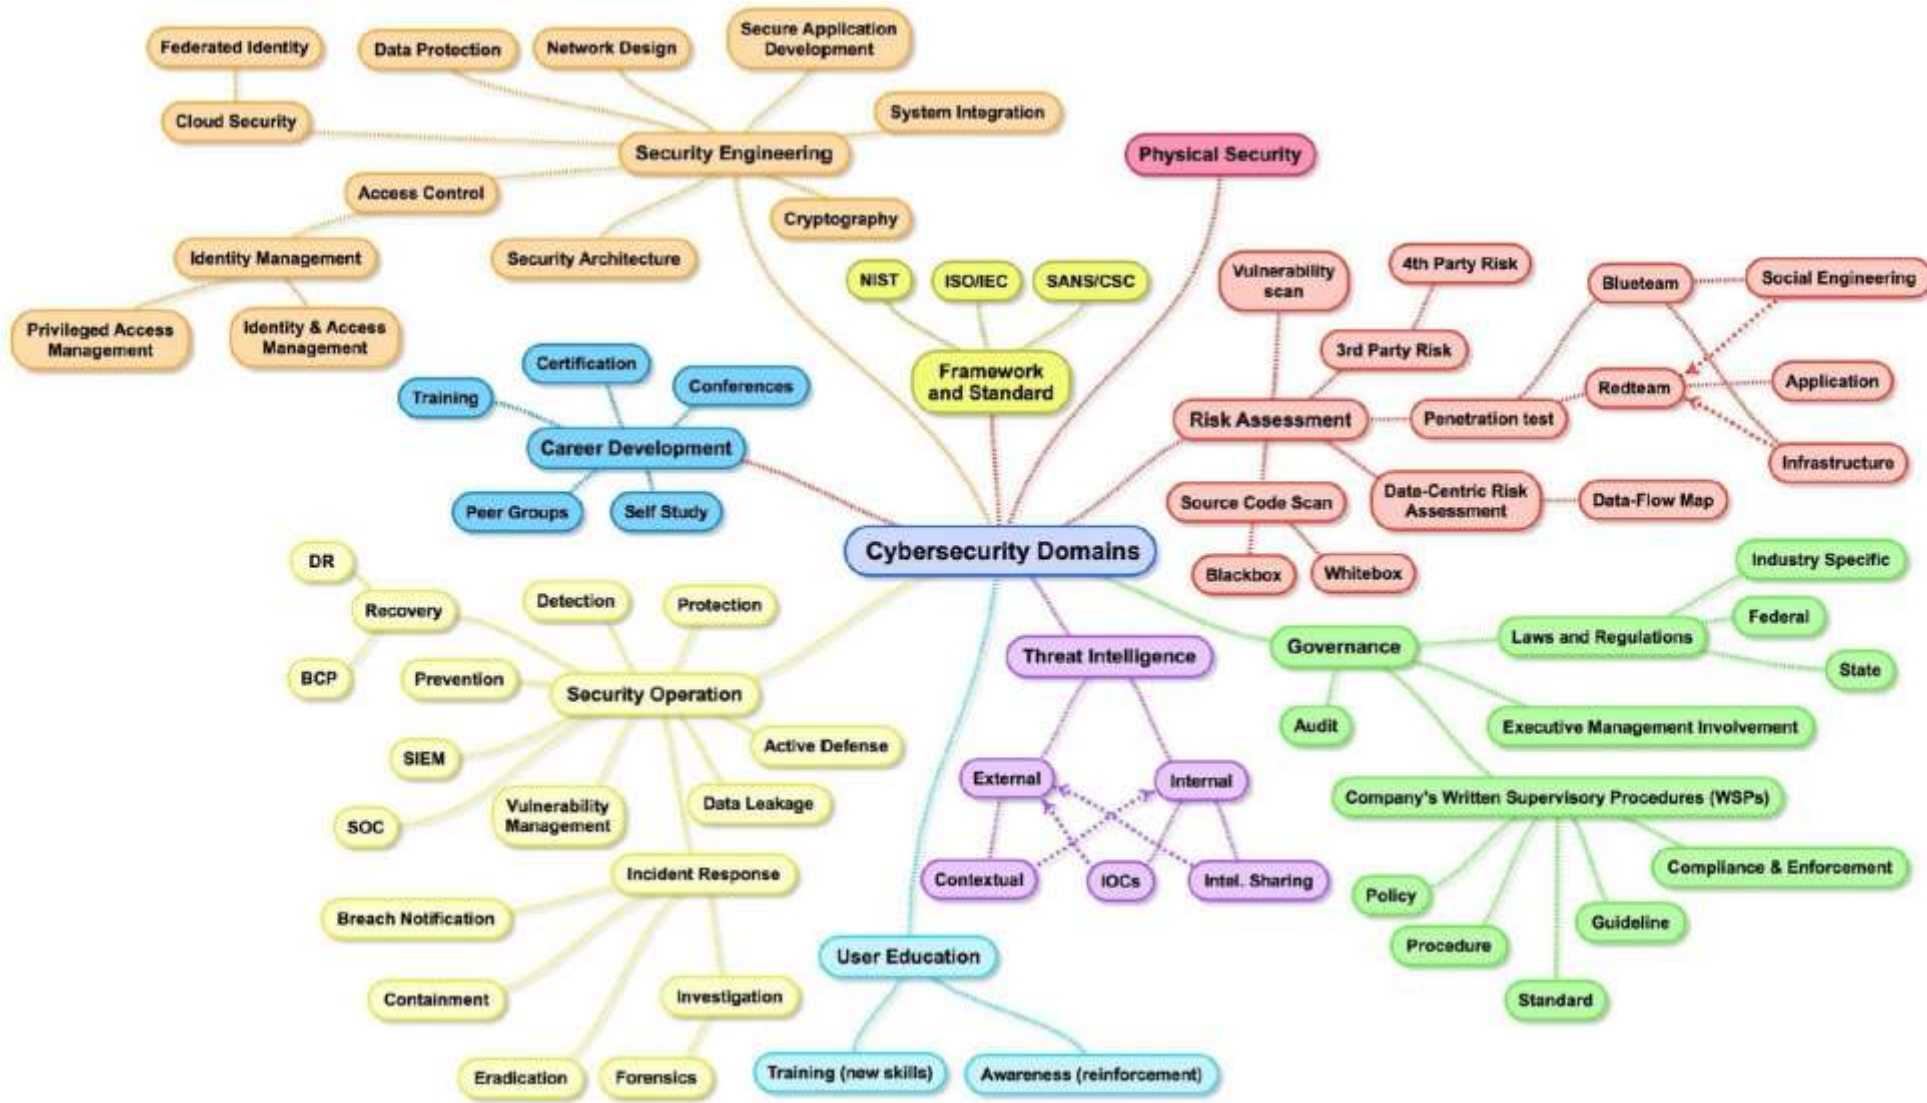 Federated Identity
Data Protection
Network Design
Secure Application
Development
Cloud Security
System Integration
Security Engineering
Physical Security
Access Control
Cryptography
Identity Management
Security Architecture
Privileged Access
Management
Identity & Access
Management
NIST
ISO/IEC
SANS/CSC
Framework
and Standard
Vulnerability
scan
4th Party Risk
3rd Party Risk
Blueteam
Social Engineering
Redteam
Application
Risk Assessment
Penetration test
Infrastructure
Source Code Scan
Data-Centric Risk
Assessment
Data-Flow Map
Blackbox
Whitebox
Certification
Training
Conferences
Career Development
Peer Groups
Self Study
Cybersecurity Domains
DR
Recovery
Detection
Protection
BCP
Prevention
Security Operation
SIEM
Active Defense
SOC
Vulnerability
Management
Data Leakage
Incident Response
Breach Notification
Containment
Investigation
Eradication
Forensics
User Education
Training (new skills)
Awareness (reinforcement)
Threat Intelligence
External
Internal
Contextual
IOCs
Intel. Sharing
Industry Specific
Governance
Laws and Regulations
Federal
State
Audit
Executive Management Involvement
Company's Written Supervisory Procedures (WSPs)
Compliance & Enforcement
Policy
Guideline
Procedure
Standard